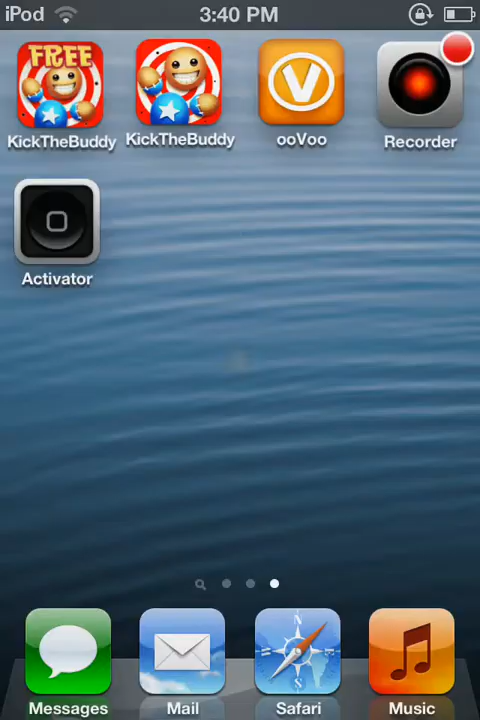 iPod 3:40 PM
FREE
KickTheBuddy KickTheBuddy ooVoo Recorder
Activator
Messages Mail Safari Music